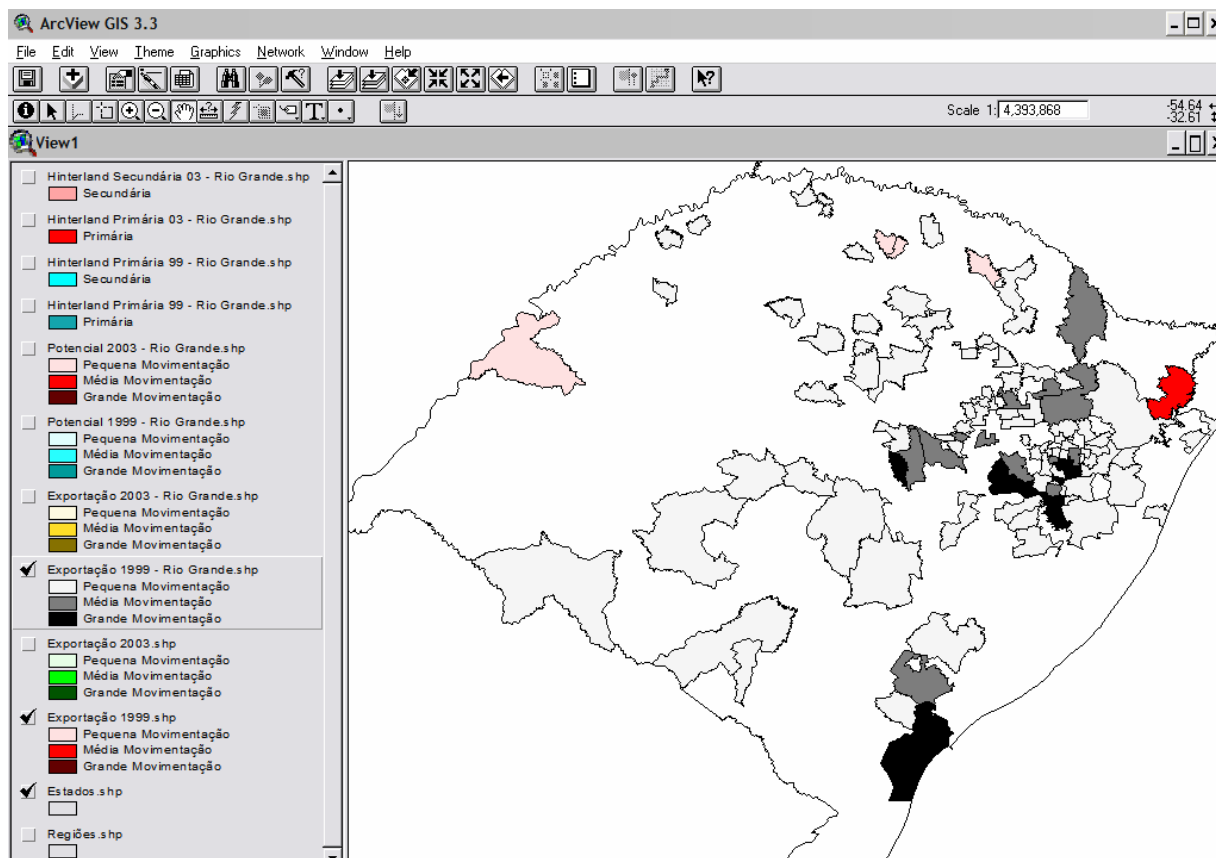 ArcView GIS 3.3
File Edit View Theme Graphics Network Window Help
Scale 1: 4,393,868
-54.64
-32.61
View1
Hinterland Secundária 03 - Rio Grande.shp
Secundária
Hinterland Primária 03 - Rio Grande.shp
Primária
Hinterland Primária 99 - Rio Grande.shp
Secundária
Hinterland Primária 99 - Rio Grande.shp
Primária
Potencial 2003 - Rio Grande.shp
Pequena Movimentação
Média Movimentação
Grande Movimentação
Potencial 1999 - Rio Grande.shp
Pequena Movimentação
Média Movimentação
Grande Movimentação
Exportação 2003 - Rio Grande.shp
Pequena Movimentação
Média Movimentação
Grande Movimentação
Exportação 1999 - Rio Grande.shp
Pequena Movimentação
Média Movimentação
Grande Movimentação
Exportação 2003.shp
Pequena Movimentação
Média Movimentação
Grande Movimentação
Exportação 1999.shp
Pequena Movimentação
Média Movimentação
Grande Movimentação
Estados.shp
Regiões.shp